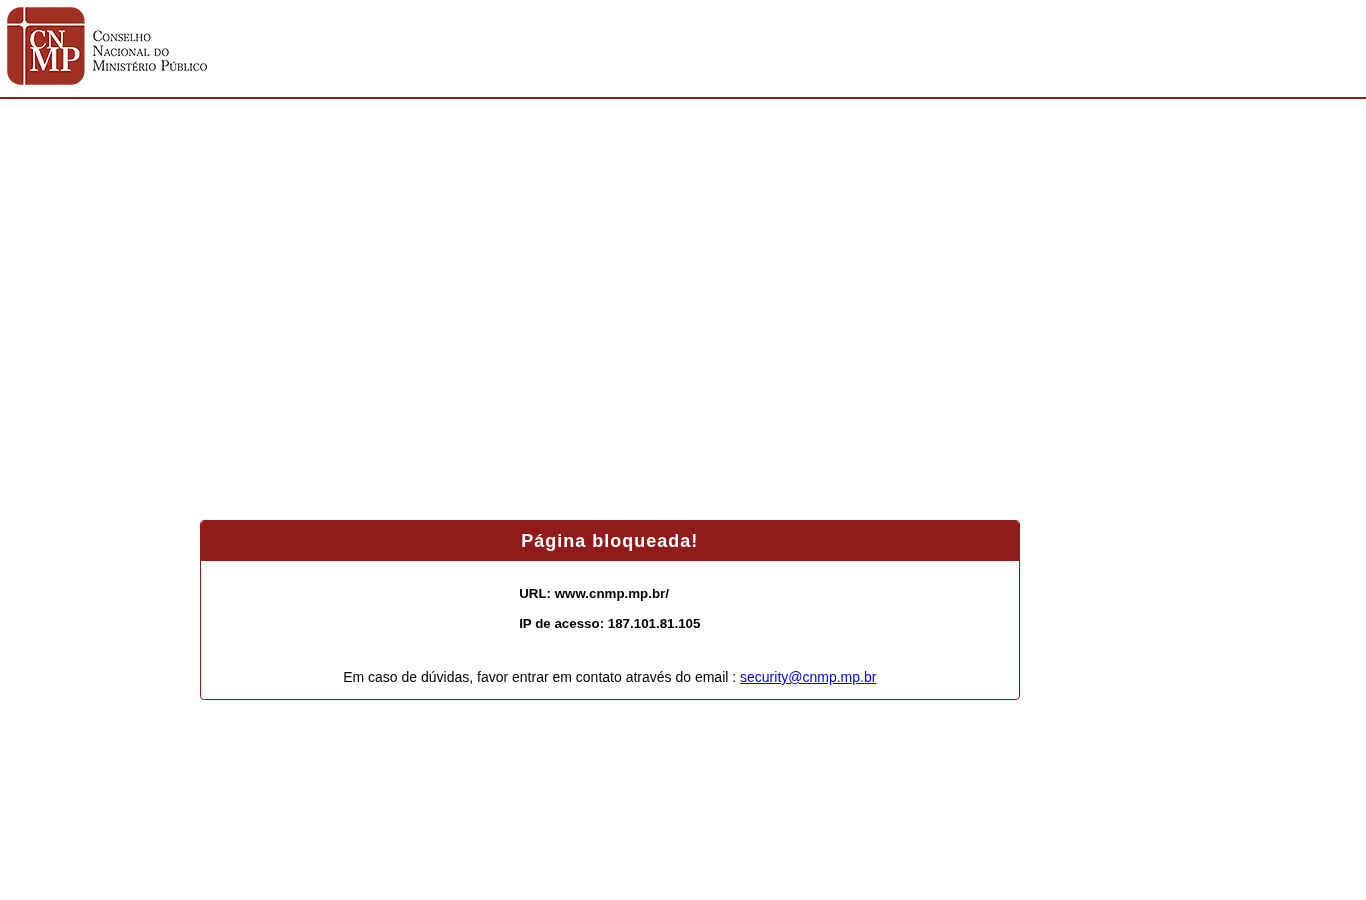 CN
MP
Conselho
Nacional do
Ministério Público
Página bloqueada!
URL: www.cnmp.mp.br/
IP de acesso: 187.101.81.105
Em caso de dúvidas, favor entrar em contato através do email : security@cnmp.mp.br